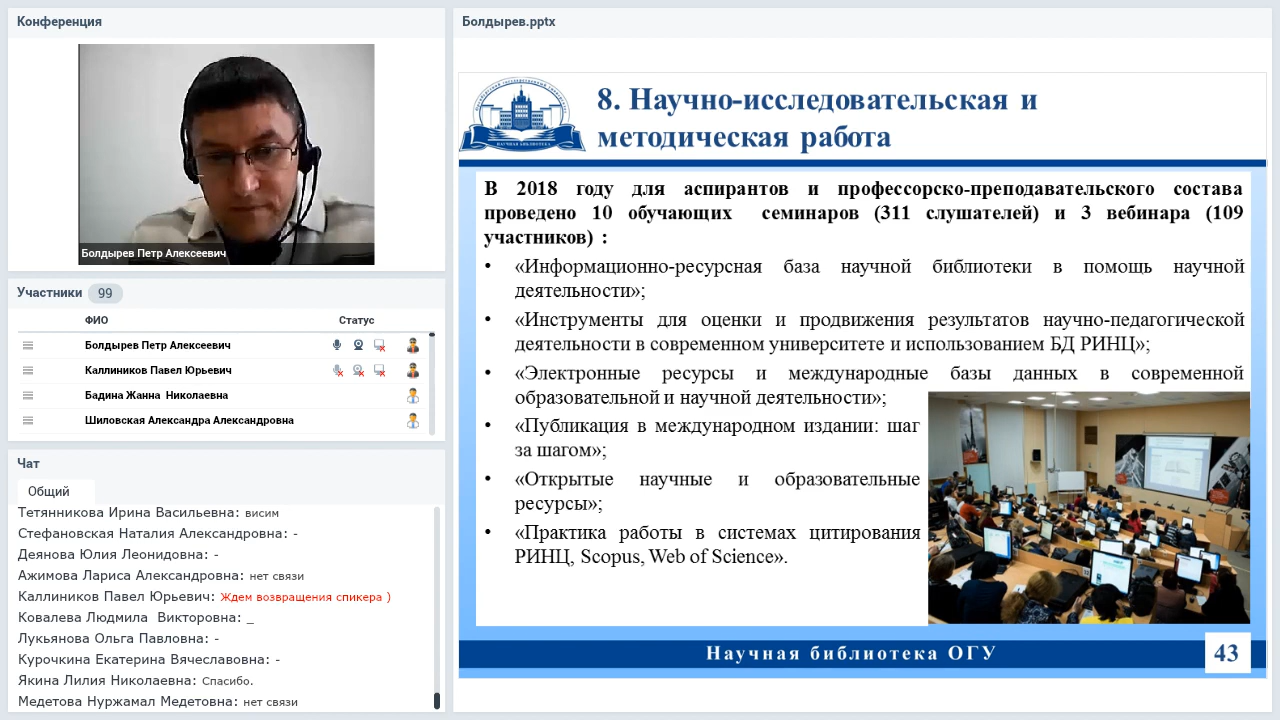 Конференция
Болдырев Петр Алексеевич
Участники 99
ФИО Статус
Болдырев Петр Алексеевич
Каллиников Павел Юрьевич
Бадина Жанна Николаевна
Шиловская Александра Александровна
Чат
Общий
Тетянникова Ирина Васильевна: висим
Стефановская Наталия Александровна: -
Деянова Юлия Леонидовна: -
Ажимова Лариса Александровна: нет связи
Каллиников Павел Юрьевич: Ждем возвращения спикера )
Ковалева Людмила Викторовна: _
Лукьянова Ольга Павловна: -
Курочкина Екатерина Вячеславовна: -
Якина Лилия Николаевна: Спасибо.
Медетова Нуржамал Медетовна: нет связи
Болдырев.pptx
НАУЧНАЯ БИБЛИОТЕКА
8. Научно-исследовательская и
методическая работа
В 2018 году для аспирантов и профессорско-преподавательского состава
проведено 10 обучающих семинаров (311 слушателей) и 3 вебинара (109
участников) :
• «Информационно-ресурсная база научной библиотеки в помощь научной
деятельности»;
• «Инструменты для оценки и продвижения результатов научно-педагогической
деятельности в современном университете и использованием БД РИНЦ»;
• «Электронные ресурсы и международные базы данных в современной
образовательной и научной деятельности»;
• «Публикация в международном издании: шаг
за шагом»;
• «Открытые научные и образовательные
ресурсы»;
• «Практика работы в системах цитирования
РИНЦ, Scopus, Web of Science».
Научная библиотека ОГУ
43